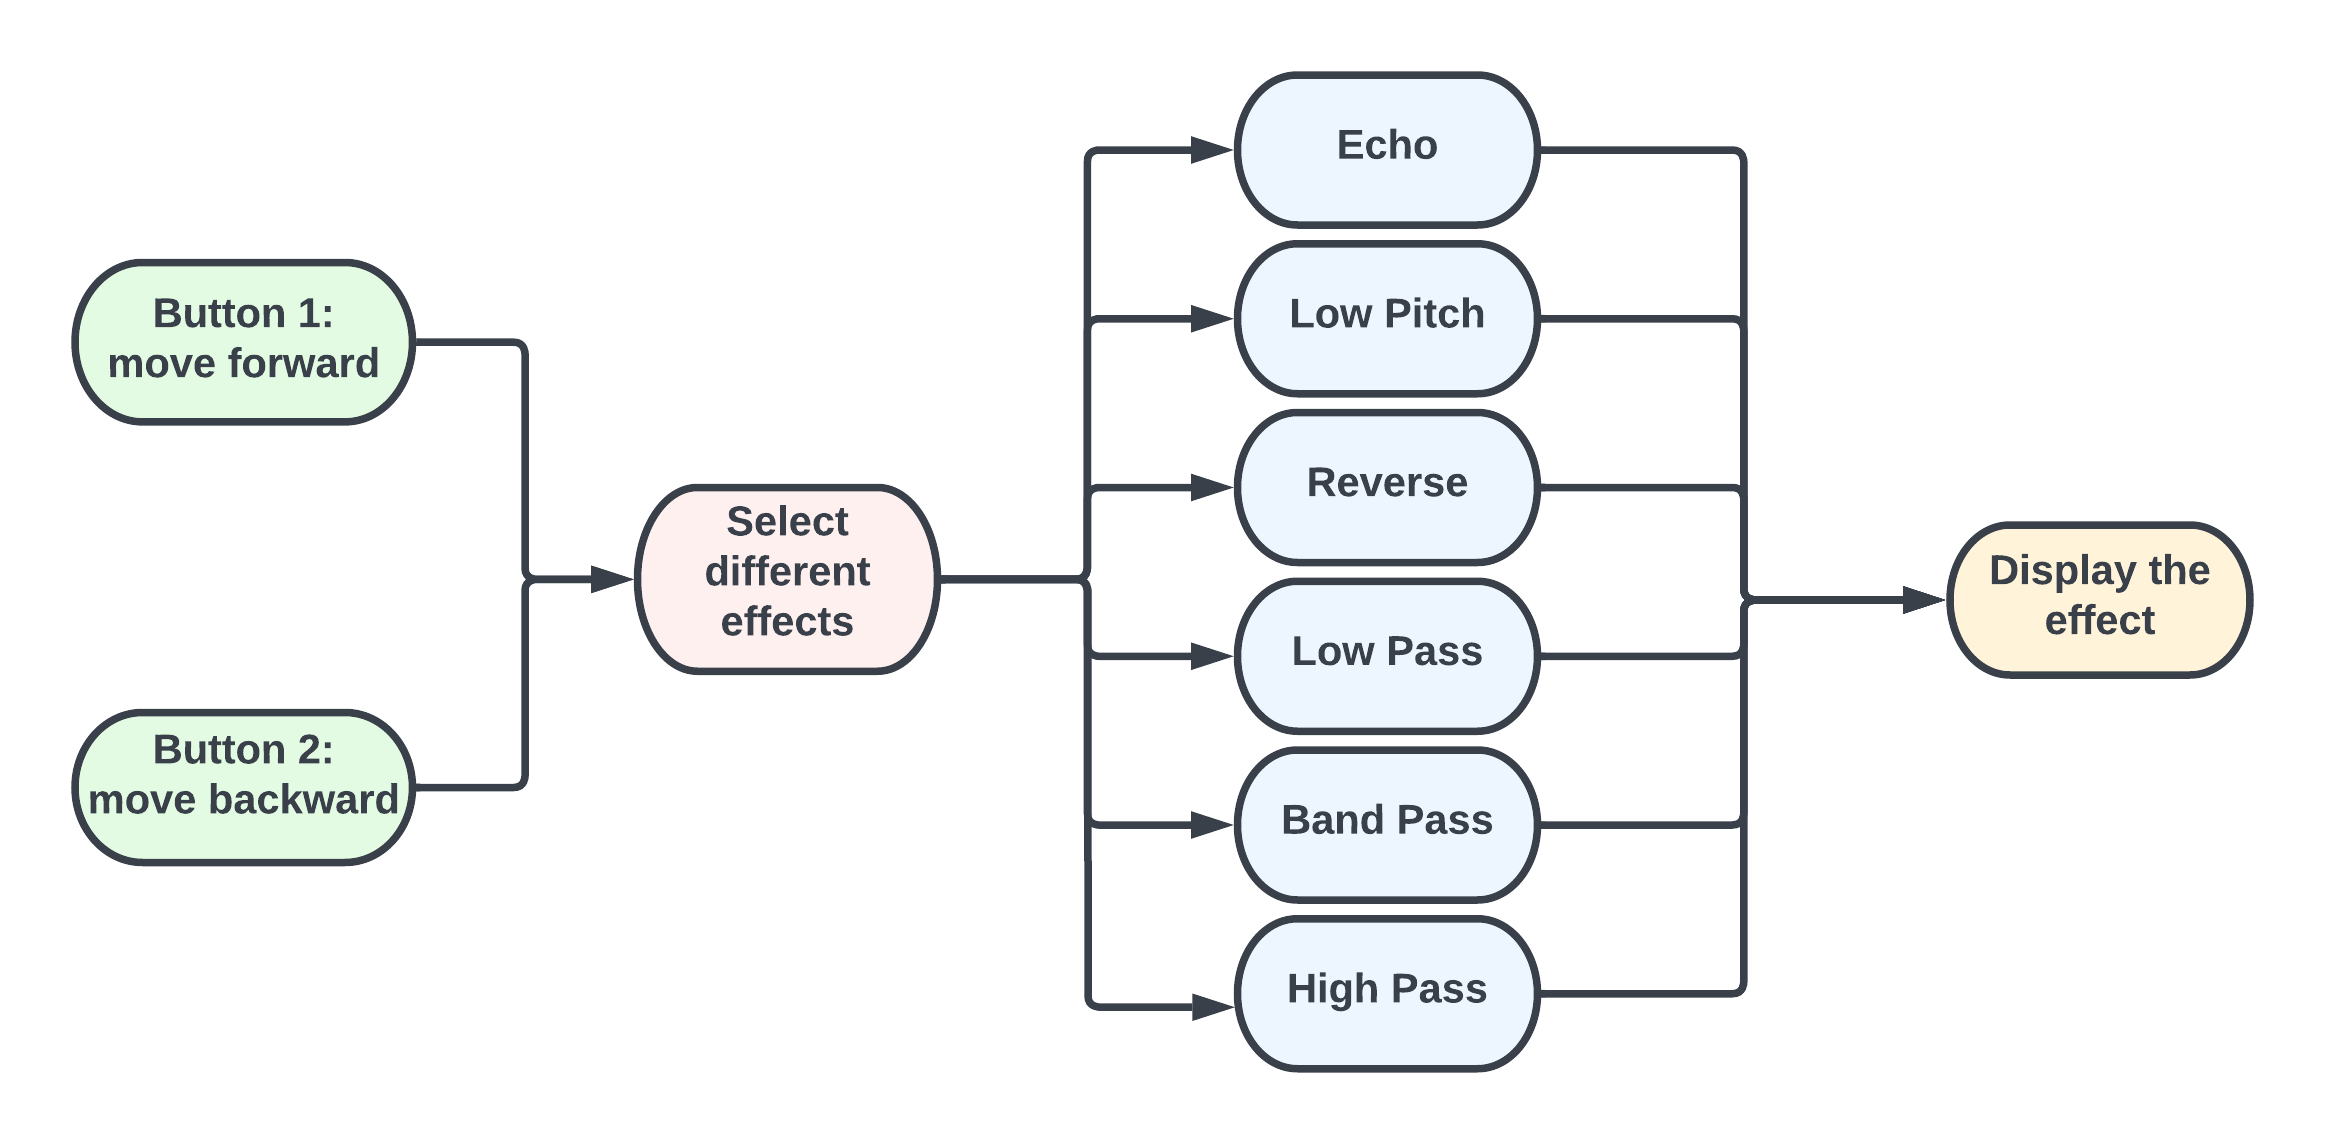 Button 1:
move forward
Button 2:
move backward
Select
different
effects
Echo
Low Pitch
Reverse
Low Pass
Band Pass
High Pass
Display the
effect